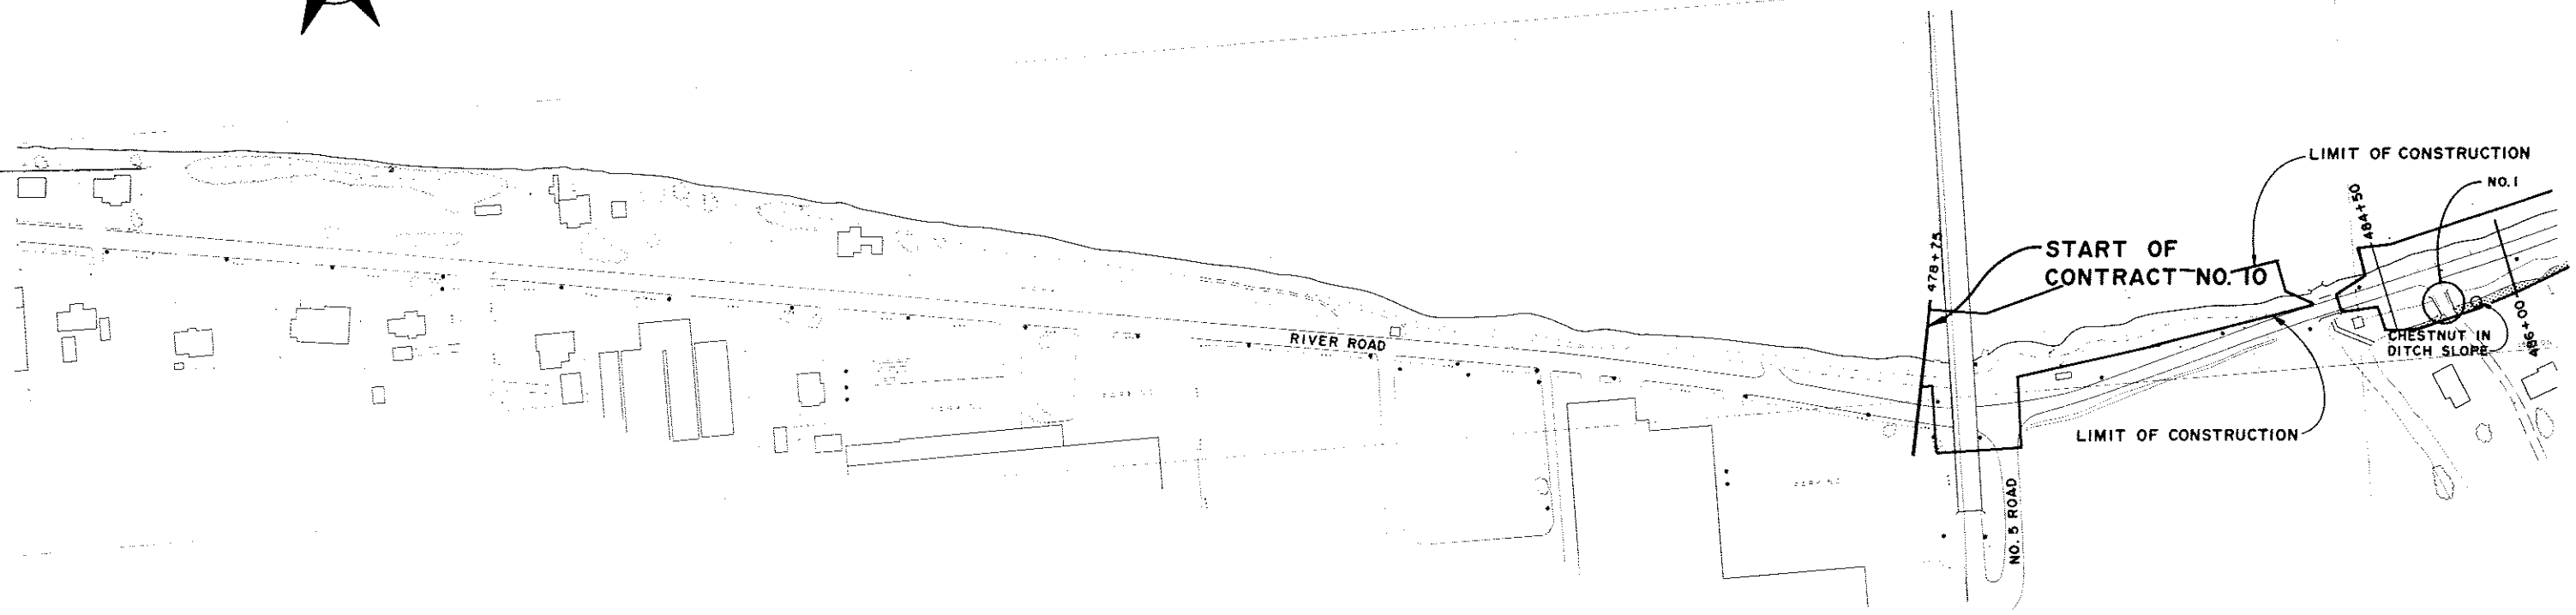 LIMIT OF CONSTRUCTION
NO. 1
484+50
478+75
START OF
CONTRACT NO. 10
RIVER ROAD
CHESTNUT IN
DITCH SLOPE
486+00
LIMIT OF CONSTRUCTION
NO. 5 ROAD